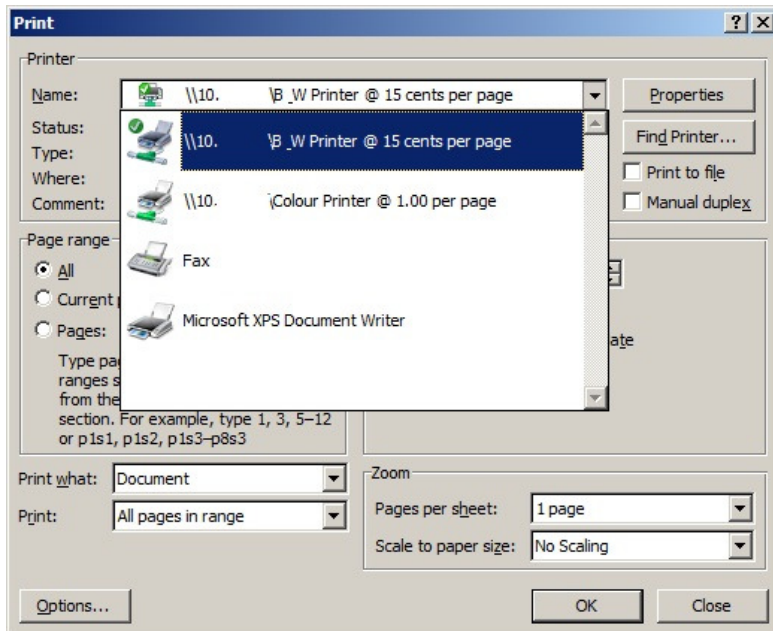 Print
Printer
Name: \\10. \B_W Printer @ 15 cents per page
Properties
Status:
Type:
Where:
Comment:
\\10. \B_W Printer @ 15 cents per page
\\10. \Colour Printer @ 1.00 per page
Fax
Microsoft XPS Document Writer
Find Printer...
Print to file
Manual duplex
Page range
All
Current
Pages:
Type
ranges
from the
section. For example, type 1, 3, 5–12
or p1s1, p1s2, p1s3–p8s3
Print what: Document
Print: All pages in range
Zoom
Pages per sheet: 1 page
Scale to paper size: No Scaling
Options...
OK
Close